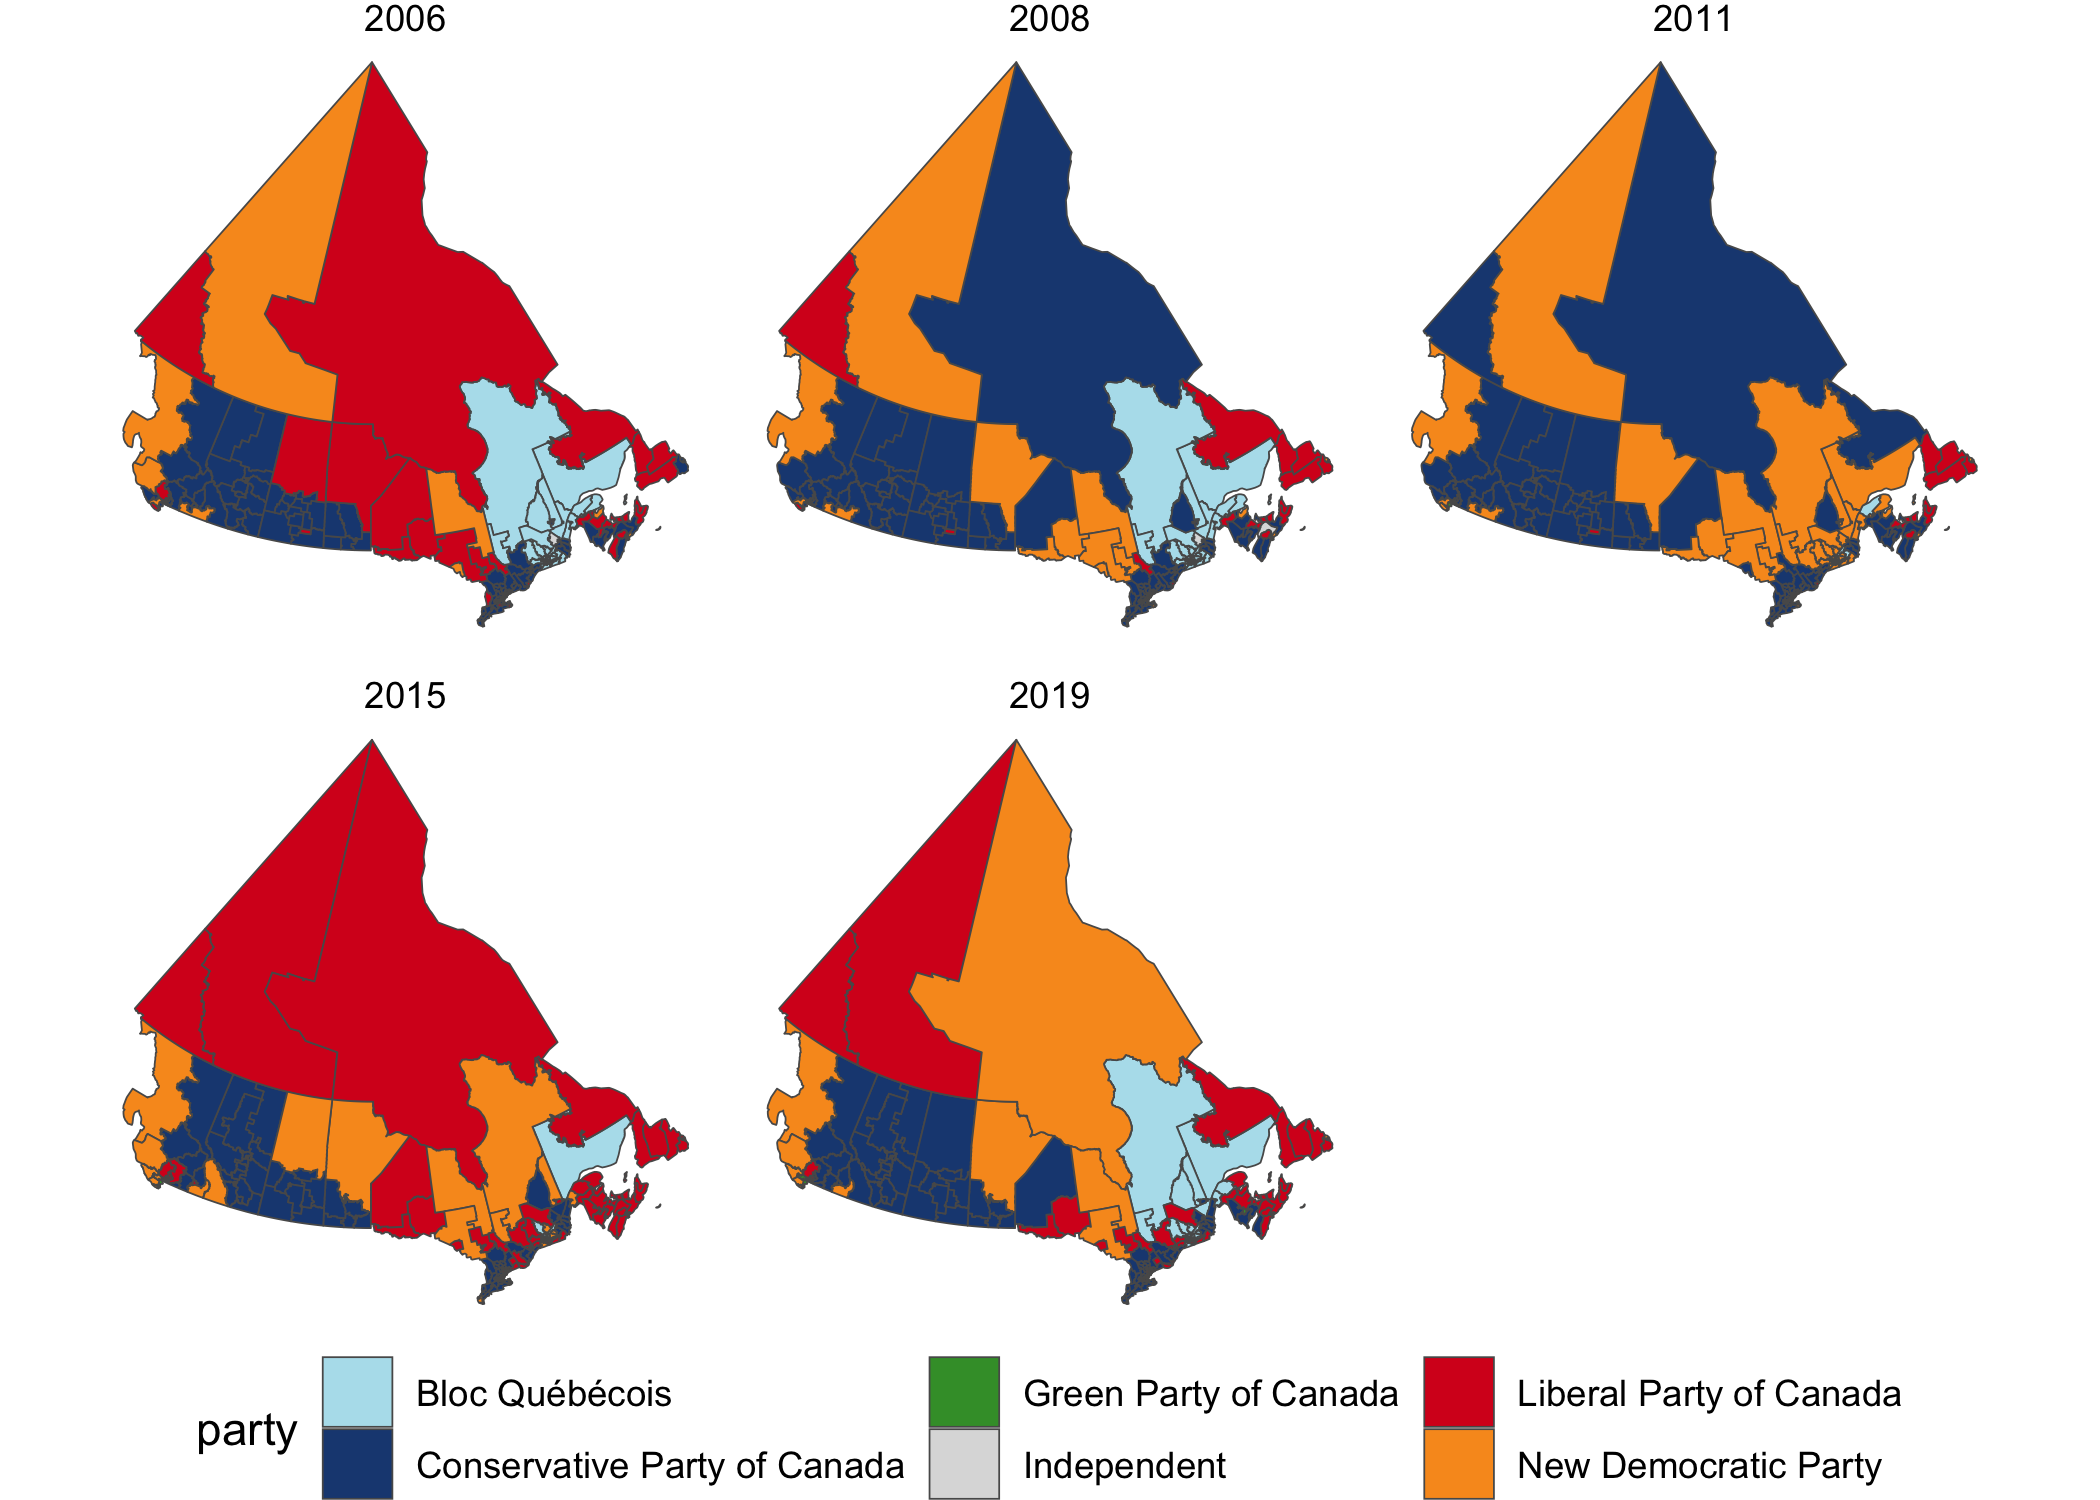 2006
2008
2011
2015
2019
party
Bloc Québécois
Green Party of Canada
Liberal Party of Canada
Conservative Party of Canada
Independent
New Democratic Party